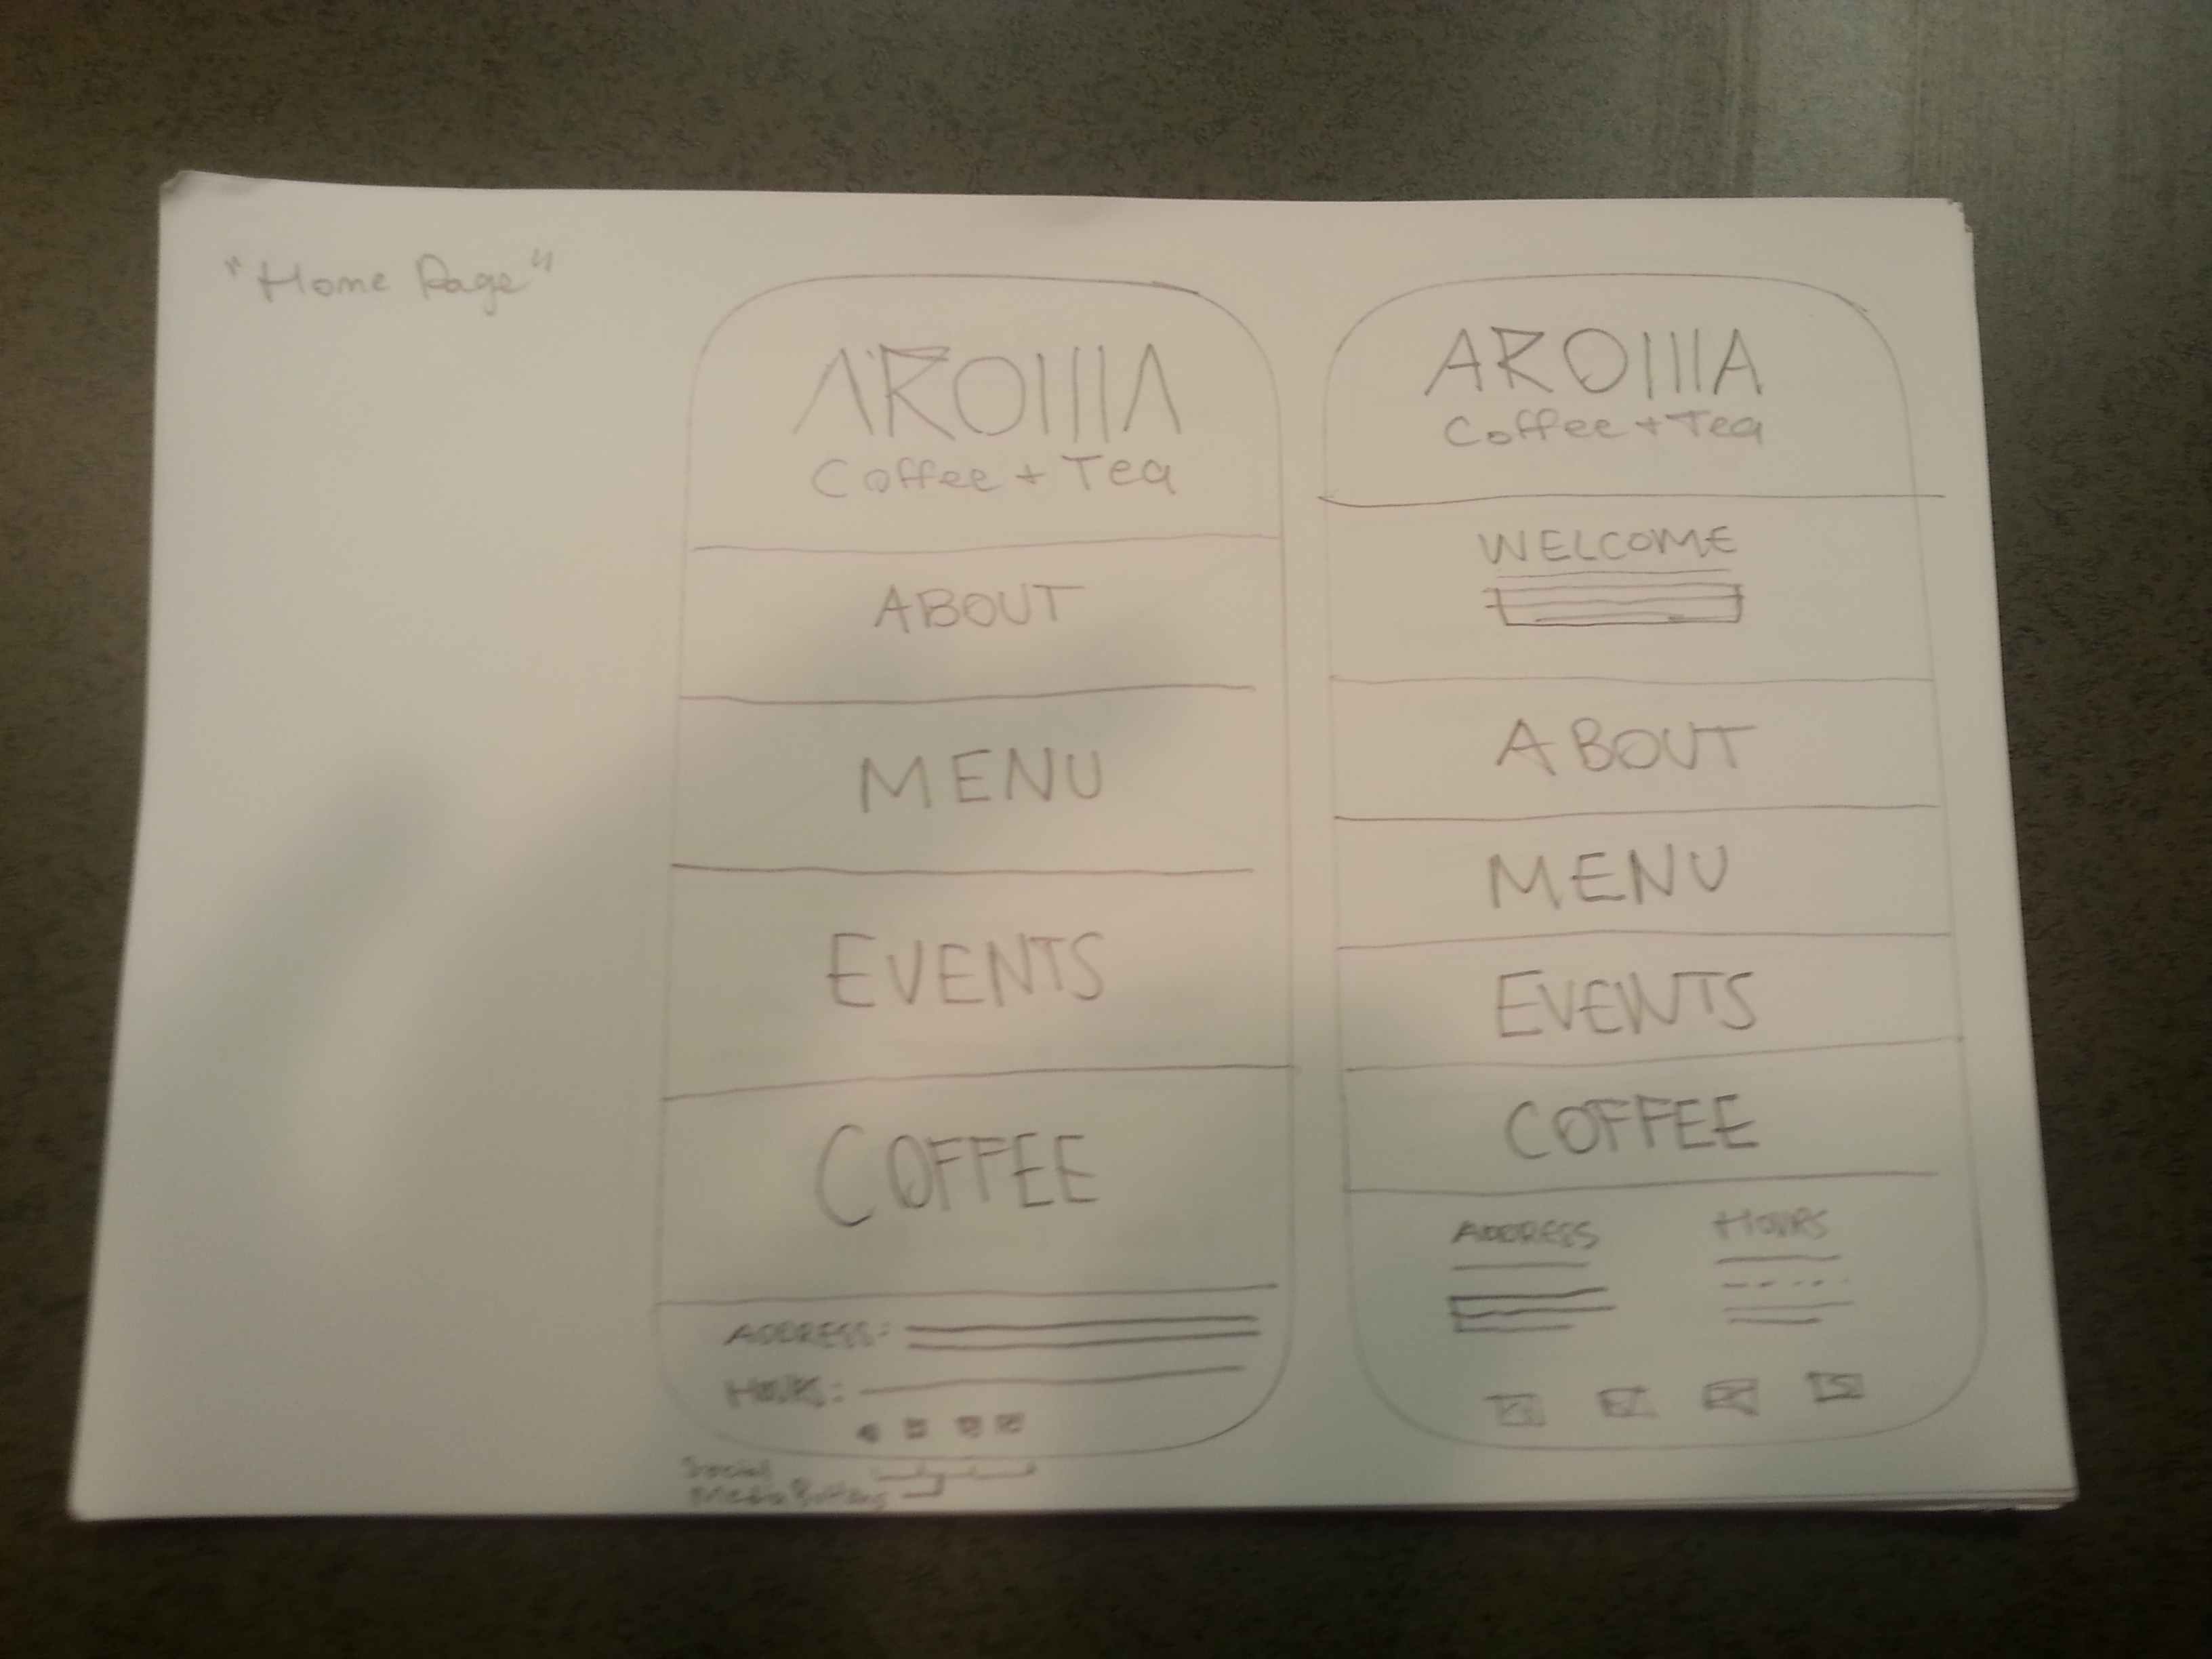 "Home Page"
AROMA
Coffee + Tea
ABOUT
MENU
EVENTS
COFFEE
ADDRESS:
HOURS:
Social
Media Buttons
AROMA
Coffee + Tea
WELCOME
ABOUT
MENU
EVENTS
COFFEE
ADDRESS
HOURS